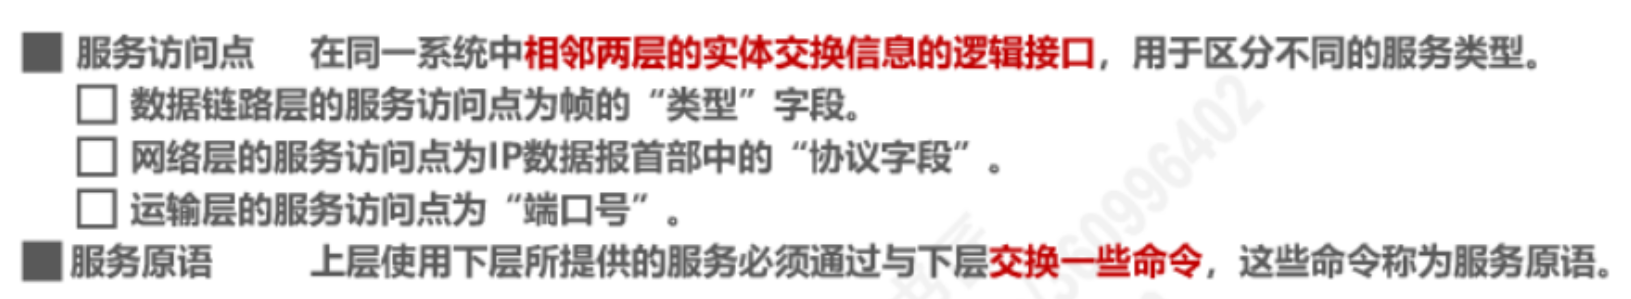 服务访问点 在同一系统中相邻两层的实体交换信息的逻辑接口，用于区分不同的服务类型。
数据链路层的服务访问点为帧的“类型”字段。
网络层的服务访问点为IP数据报首部中的“协议字段”。
运输层的服务访问点为“端口号”。
服务原语 上层使用下层所提供的服务必须通过与下层交换一些命令，这些命令称为服务原语。